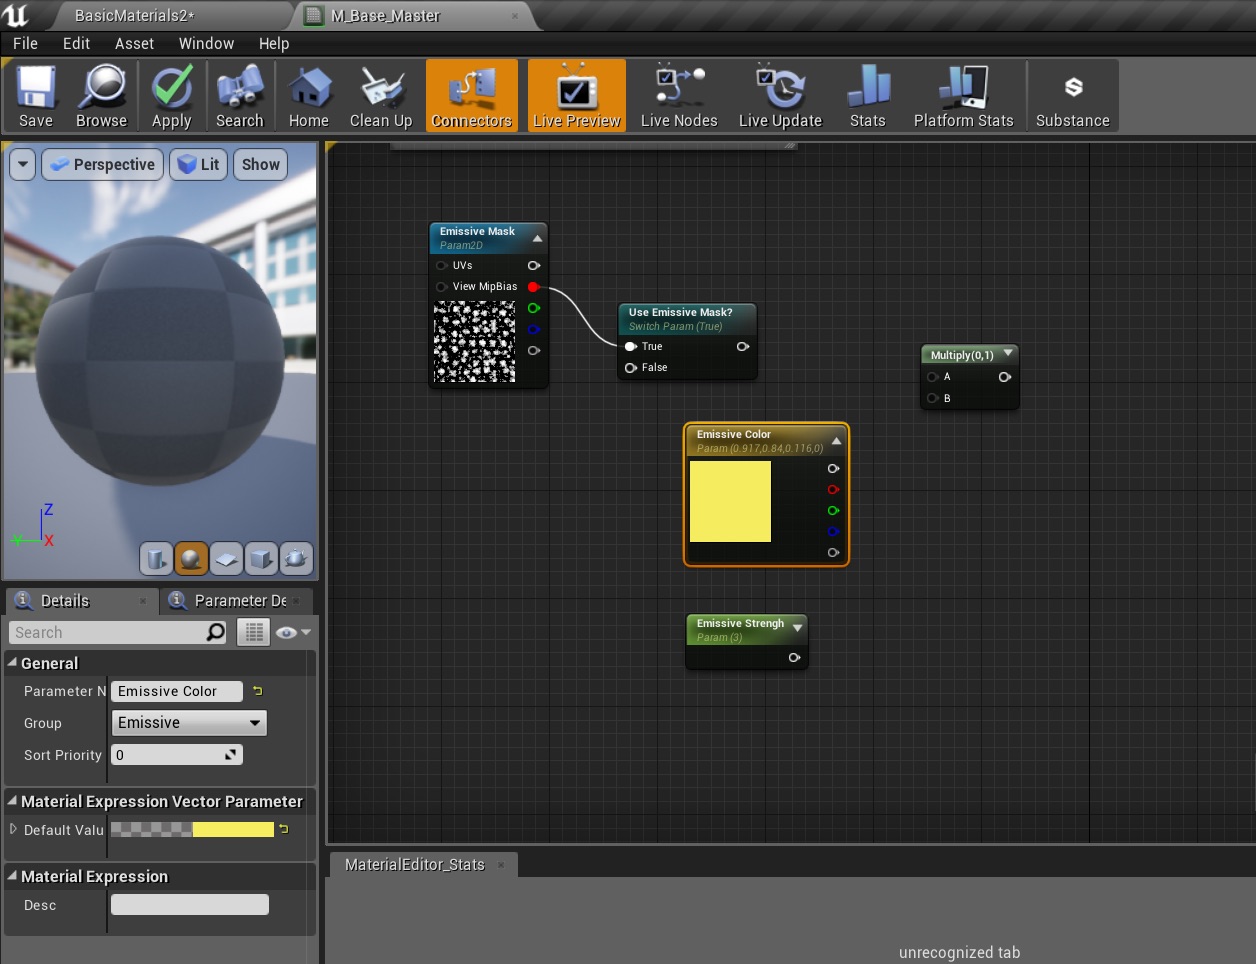 BasicMaterials2*
M_Base_Master
File Edit Asset Window Help
Save Browse Apply Search Home Clean Up Connectors Live Preview Live Nodes Live Update Stats Platform Stats Substance
Perspective Lit Show
Emissive Mask
Param2D
UVs
View MipBias
Use Emissive Mask?
Switch Param (True)
True
False
Multiply(0,1)
A
B
Emissive Color
Param (0.917,0.84,0.116,0)
Emissive Strengh
Param (3)
Z
Y X
Details
Parameter De
Search
General
Parameter N Emissive Color
Group Emissive
Sort Priority 0
Material Expression Vector Parameter
Default Valu
Material Expression
Desc
MaterialEditor_Stats
unrecognized tab